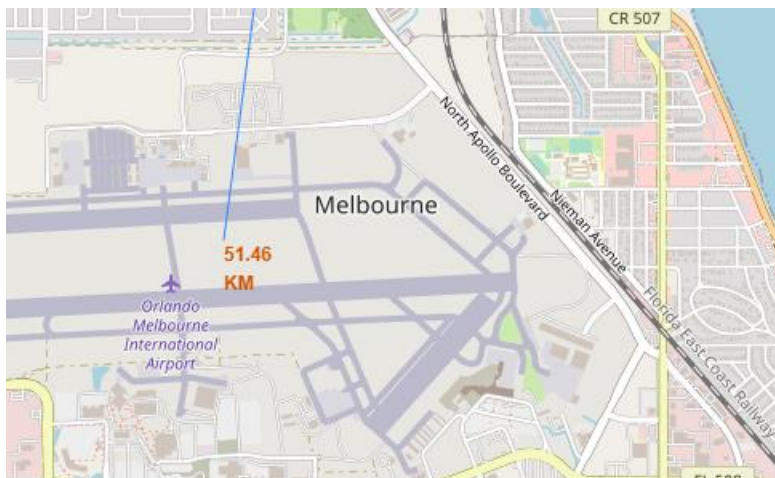 CR 507
North Apollo Boulevard
Nieman Avenue
Melbourne
51.46
KM
Orlando
Melbourne
International
Airport
Florida East Coast Railway